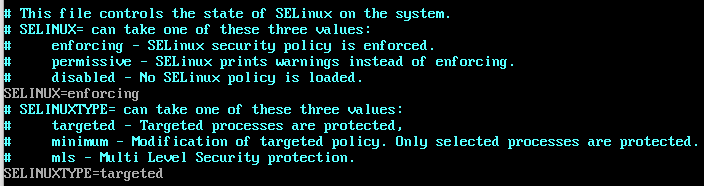 # This file controls the state of SELinux on the system.
# SELINUX= can take one of these three values:
#     enforcing - SELinux security policy is enforced.
#     permissive - SELinux prints warnings instead of enforcing.
#     disabled - No SELinux policy is loaded.
SELINUX=enforcing
# SELINUXTYPE= can take one of these three values:
#     targeted - Targeted processes are protected,
#     minimum - Modification of targeted policy. Only selected processes are protected.
#     mls - Multi Level Security protection.
SELINUXTYPE=targeted